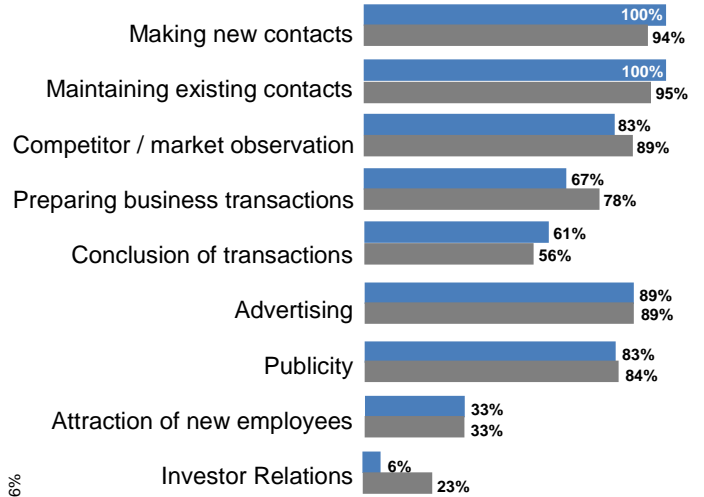 100%
Making new contacts
94%
100%
Maintaining existing contacts
95%
83%
Competitor / market observation
89%
67%
Preparing business transactions
78%
61%
Conclusion of transactions
56%
89%
Advertising
89%
83%
Publicity
84%
33%
Attraction of new employees
33%
6%
Investor Relations
23%
6%